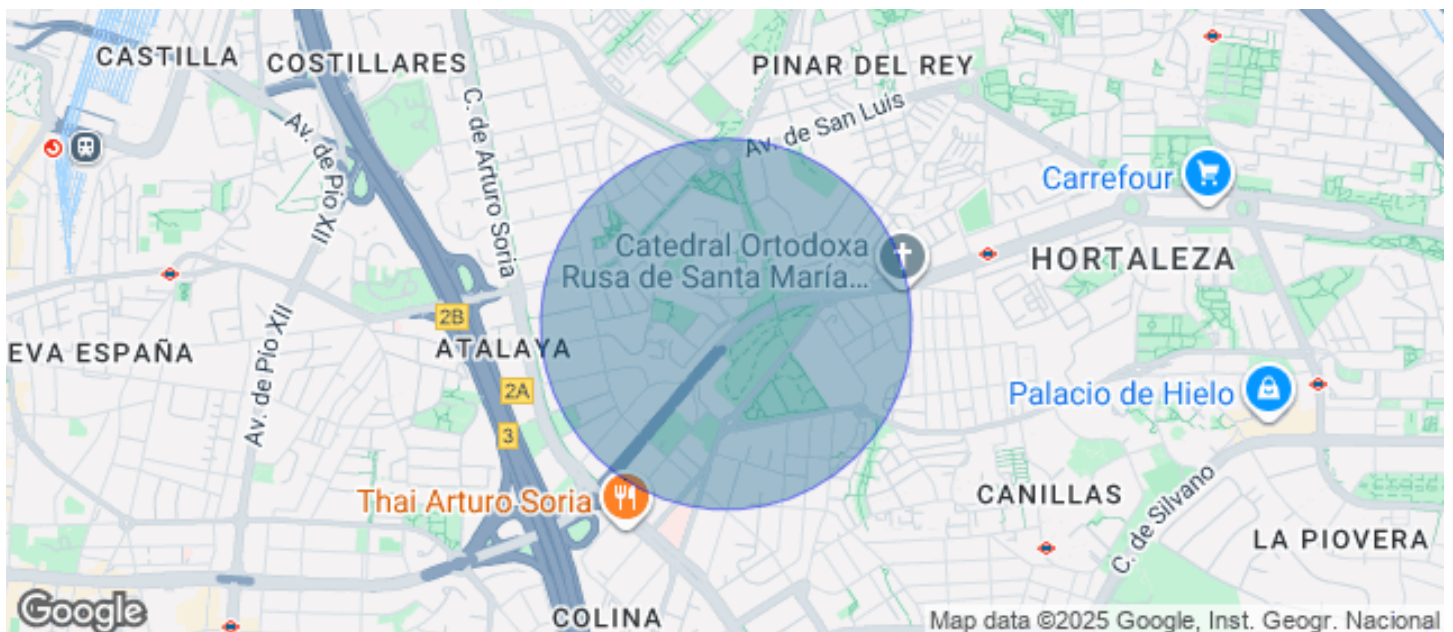 CASTILLA
COSTILLARES
PINAR DEL REY
Av. de San Luis
Av. de Pío XII
C. de Arturo Soria
Carrefour
Catedral Ortodoxa
Rusa de Santa María...
HORTALEZA
2B
EVA ESPAÑA
Av. de Pío XII
ATALAYA
2A
Palacio de Hielo
3
Thai Arturo Soria
CANILLAS
C. de Silvano
LA PIOVERA
COLINA
Google
Map data ©2025 Google, Inst. Geogr. Nacional